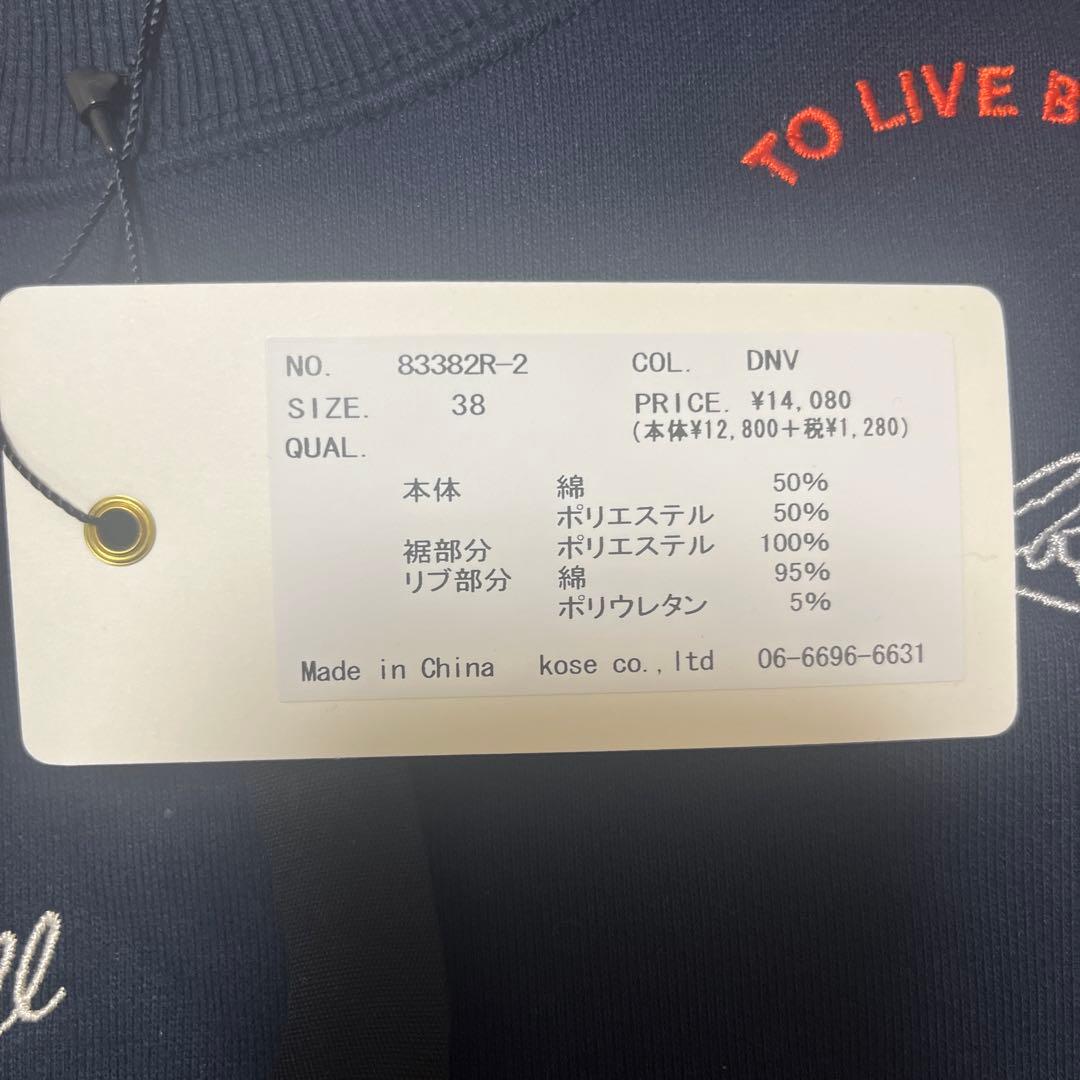 TO LIVE B
NO. 83382R-2 COL. DNV
SIZE. 38 PRICE. ¥14,080
(本体¥12,800+税¥1,280)
QUAL.
本体 綿 50%
ポリエステル 50%
裾部分 ポリエステル 100%
リブ部分 綿 95%
ポリウレタン 5%
Made in China kose co.,ltd 06-6696-6631